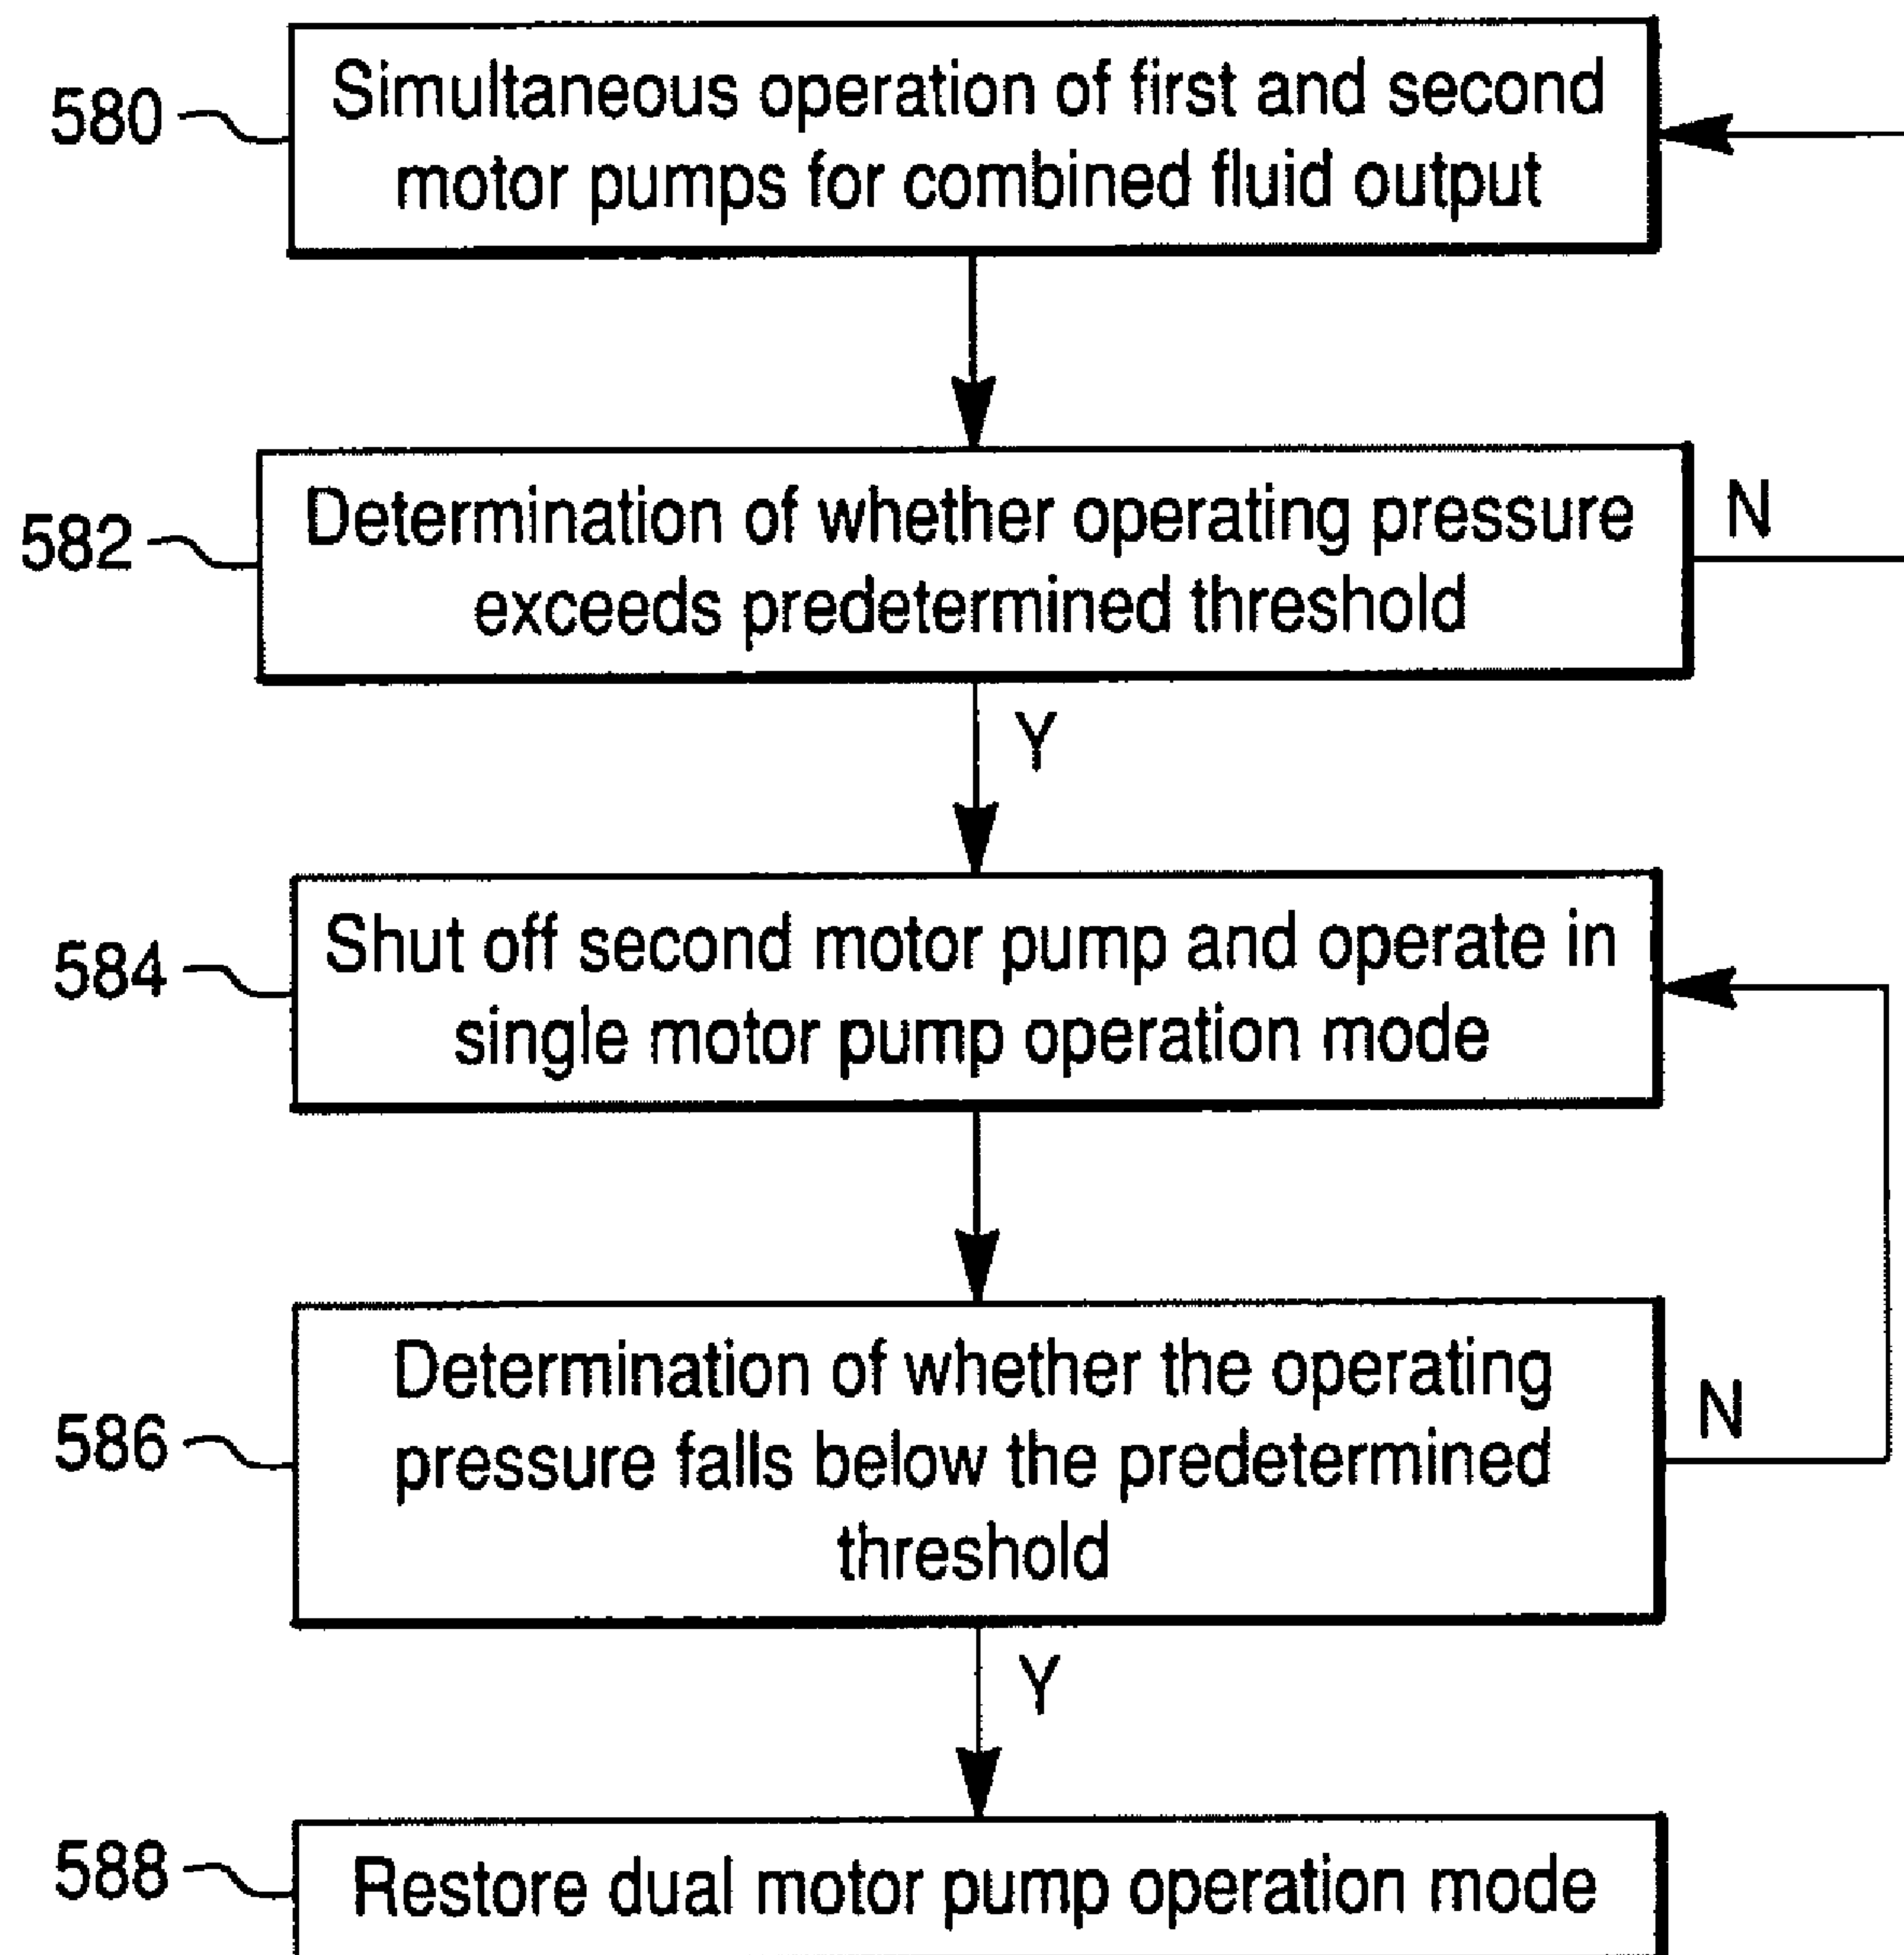 580
Simultaneous operation of first and second
motor pumps for combined fluid output
582
Determination of whether operating pressure
exceeds predetermined threshold
N
Y
584
Shut off second motor pump and operate in
single motor pump operation mode
586
Determination of whether the operating
pressure falls below the predetermined
threshold
N
Y
588
Restore dual motor pump operation mode